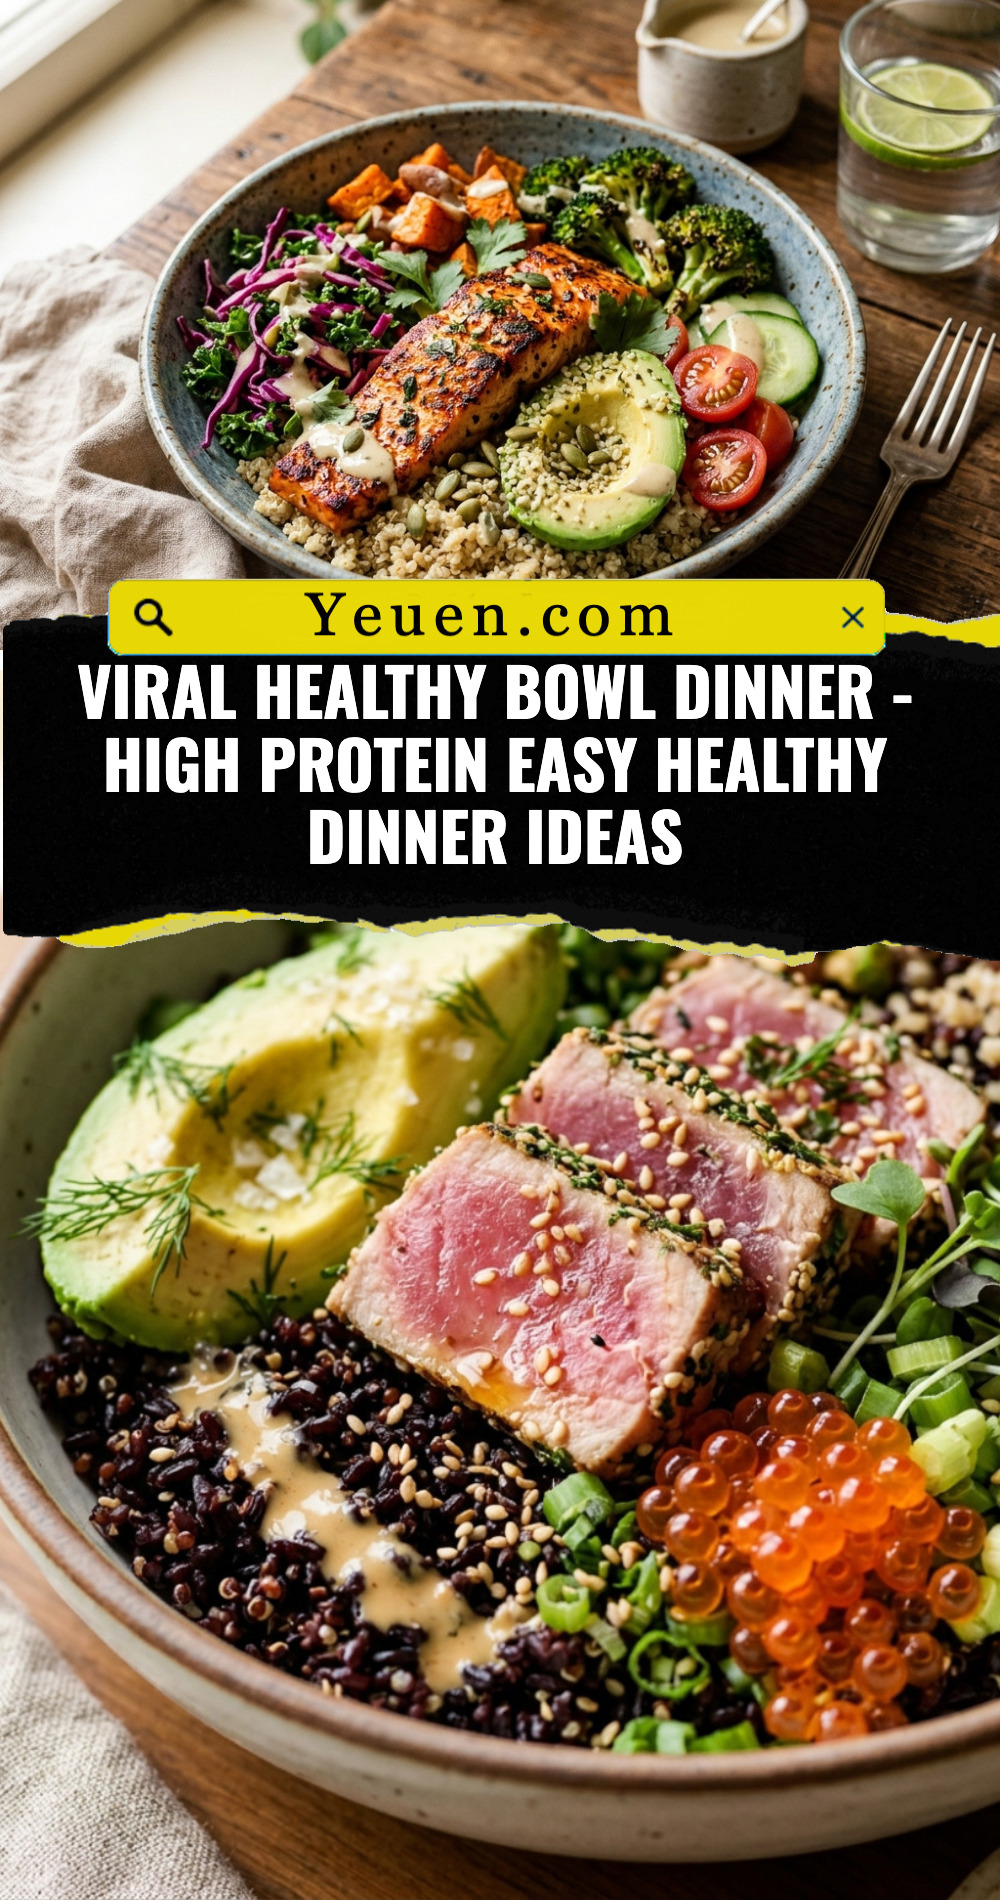 Yeuen.com
VIRAL HEALTHY BOWL DINNER -
HIGH PROTEIN EASY HEALTHY
DINNER IDEAS